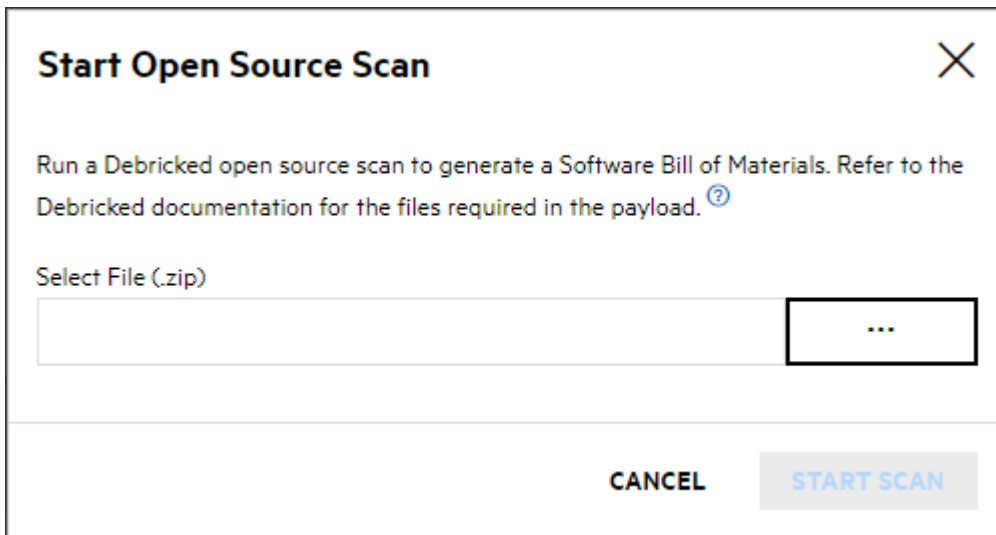 Start Open Source Scan
Run a Debricked open source scan to generate a Software Bill of Materials. Refer to the
Debricked documentation for the files required in the payload. ?
Select File (.zip)
...
CANCEL START SCAN